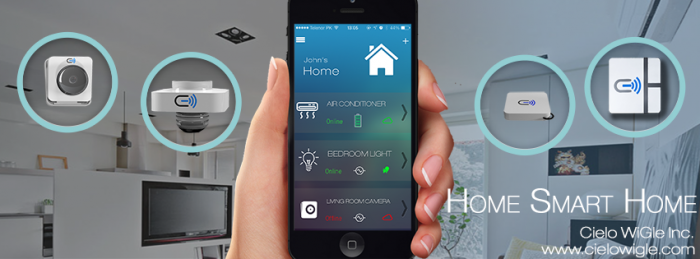 John's
Home
+
AIR CONDITIONER
Online
BEDROOM LIGHT
Online
LIVING ROOM CAMERA
HOME SMART HOME
Cielo WiGle Inc.
www.cielowigle.com